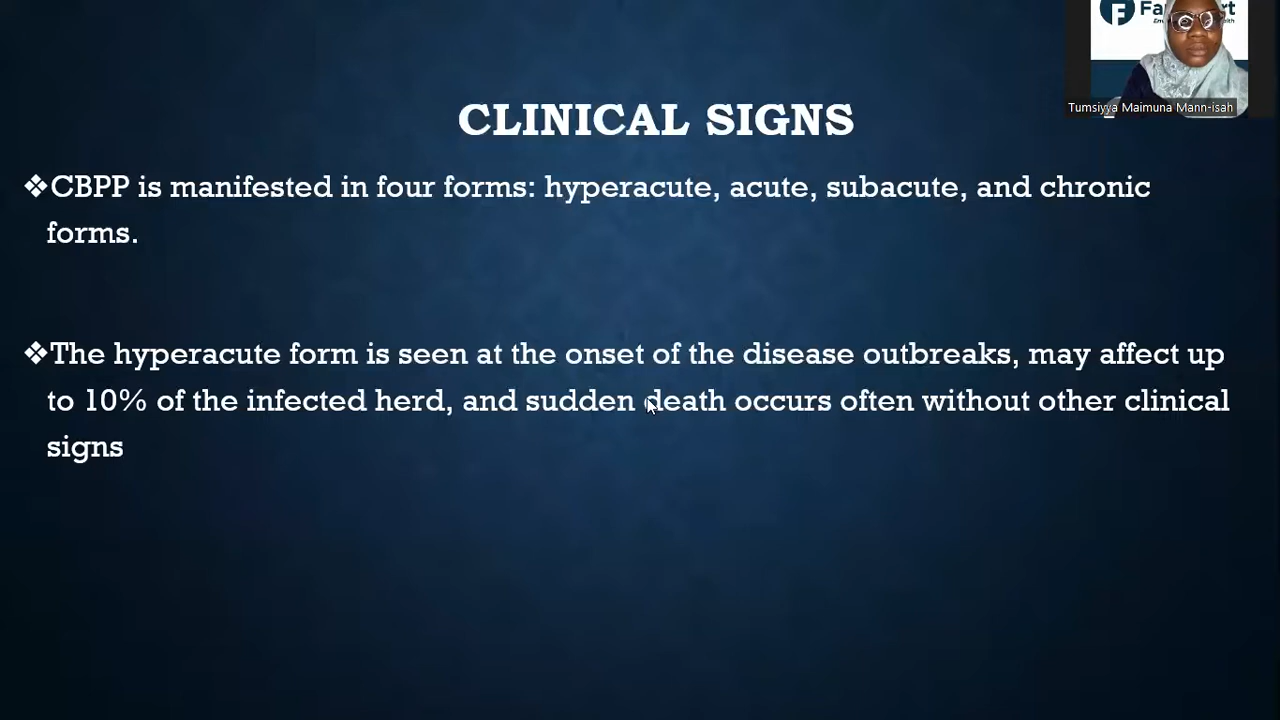 CLINICAL SIGNS
❖CBPP is manifested in four forms: hyperacute, acute, subacute, and chronic
forms.
❖The hyperacute form is seen at the onset of the disease outbreaks, may affect up
to 10% of the infected herd, and sudden death occurs often without other clinical
signs
Tumsiyya Maimuna Mann-isah